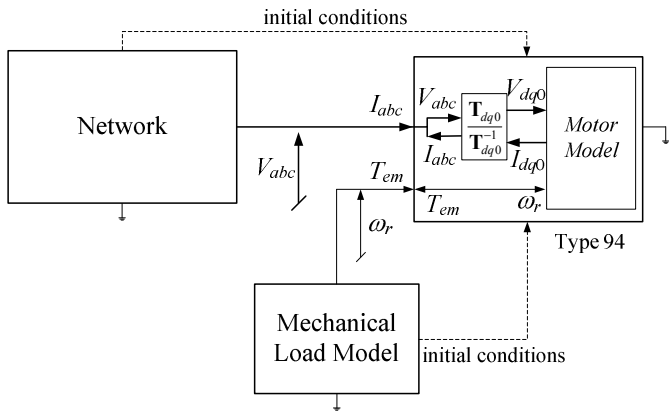 initial conditions
Network
I_abc
V_abc
V_abc
I_abc
T_dq0
T_dq0^-1
V_dq0
I_dq0
Motor
Model
V_abc
T_em
T_em
ω_r
ω_r
Type 94
Mechanical
Load Model
initial conditions